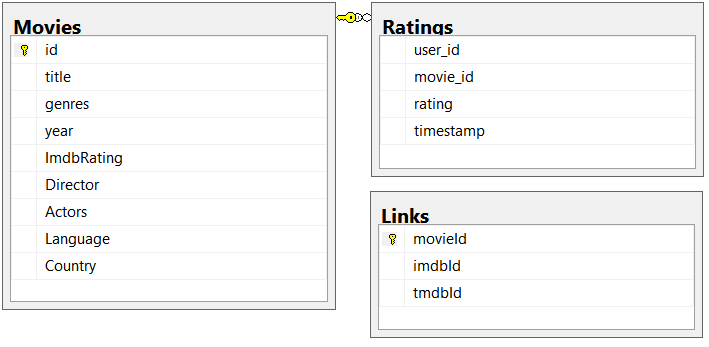 Movies
id
title
genres
year
ImdbRating
Director
Actors
Language
Country
Ratings
user_id
movie_id
rating
timestamp
Links
movieId
imdbId
tmdbId